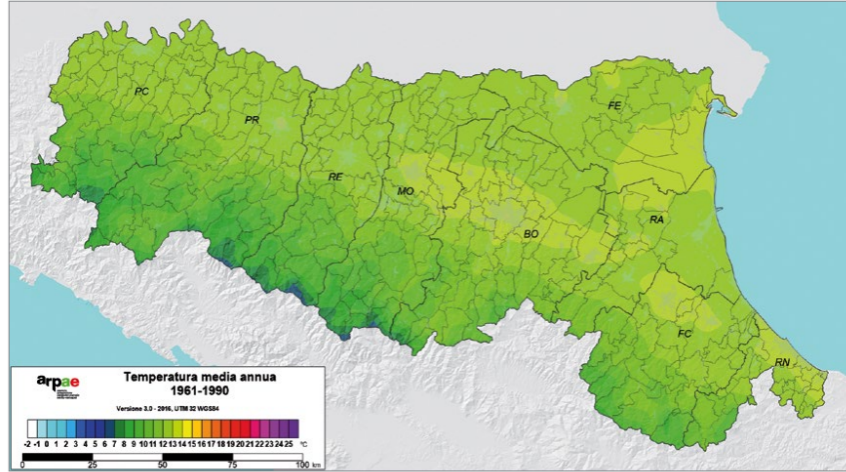 PC
PR
RE
MO
BO
FE
RA
FC
RN
arpae
Temperatura media annua
1961-1990
Versione 3.0 - 2016, UTM 32 WGS84
-2 -1 0 1 2 3 4 5 6 7 8 9 10 11 12 13 14 15 16 17 18 19 20 21 22 23 24 25 °C
0 25 50 75 100 km